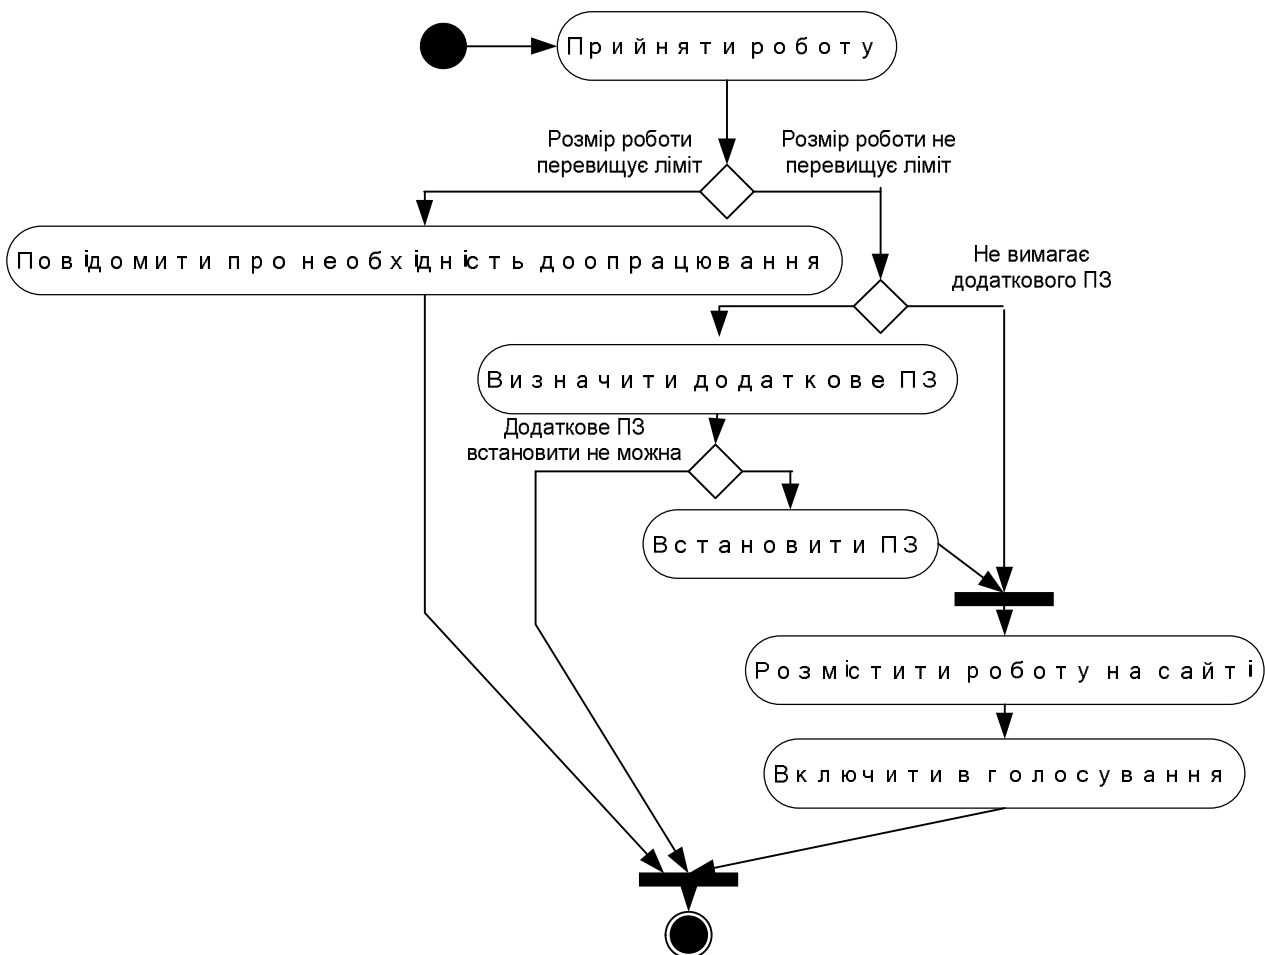 Прийняти роботу
Розмір роботи
перевищує ліміт
Розмір роботи не
перевищує ліміт
Повідомити про необхідність доопрацювання
Не вимагає
додаткового ПЗ
Визначити додаткове ПЗ
Додаткове ПЗ
встановити не можна
Встановити ПЗ
Розмістити роботу на сайті
Включити в голосування